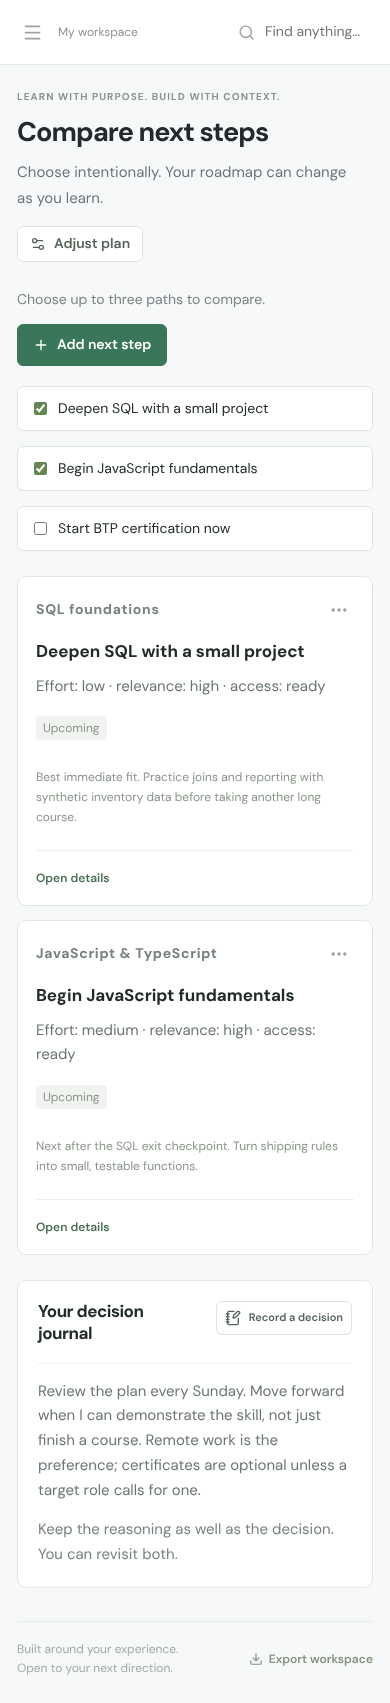 My workspace
Find anything...
LEARN WITH PURPOSE. BUILD WITH CONTEXT.
Compare next steps
Choose intentionally. Your roadmap can change
as you learn.
Adjust plan
Choose up to three paths to compare.
Add next step
Deepen SQL with a small project
Begin JavaScript fundamentals
Start BTP certification now
SQL foundations
Deepen SQL with a small project
Effort: low · relevance: high · access: ready
Upcoming
Best immediate fit. Practice joins and reporting with
synthetic inventory data before taking another long
course.
Open details
JavaScript & TypeScript
Begin JavaScript fundamentals
Effort: medium · relevance: high · access:
ready
Upcoming
Next after the SQL exit checkpoint. Turn shipping rules
into small, testable functions.
Open details
Your decision
journal
Record a decision
Review the plan every Sunday. Move forward
when I can demonstrate the skill, not just
finish a course. Remote work is the
preference; certificates are optional unless a
target role calls for one.
Keep the reasoning as well as the decision.
You can revisit both.
Built around your experience.
Open to your next direction.
Export workspace